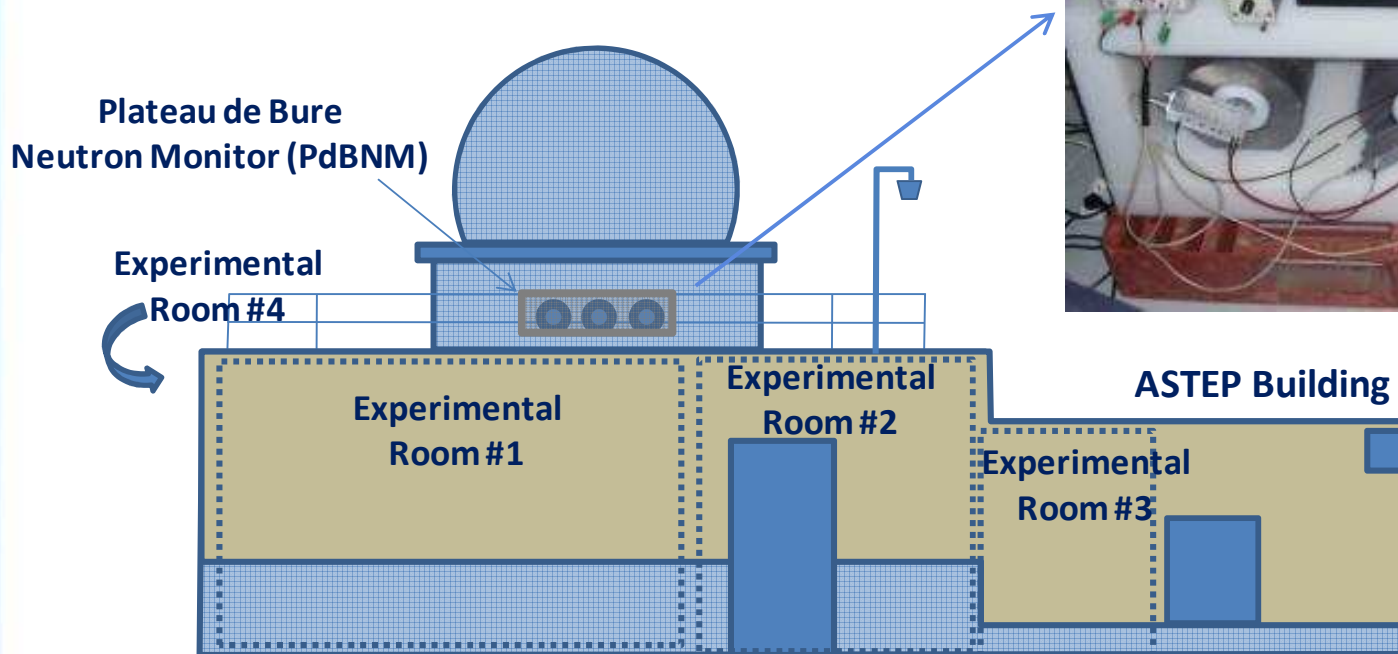 Plateau de Bure
Neutron Monitor (PdBNM)
Experimental
Room #4
Experimental
Room #1
Experimental
Room #2
Experimental
Room #3
ASTEP Building